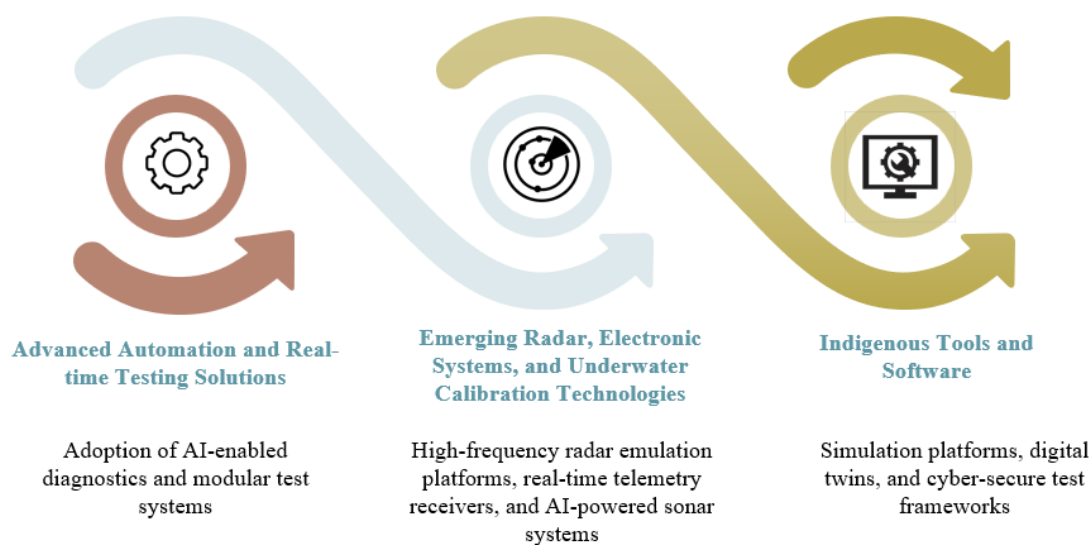 Advanced Automation and Real-
time Testing Solutions
Emerging Radar, Electronic
Systems, and Underwater
Calibration Technologies
Indigenous Tools and
Software
Adoption of AI-enabled
diagnostics and modular test
systems
High-frequency radar emulation
platforms, real-time telemetry
receivers, and AI-powered sonar
systems
Simulation platforms, digital
twins, and cyber-secure test
frameworks